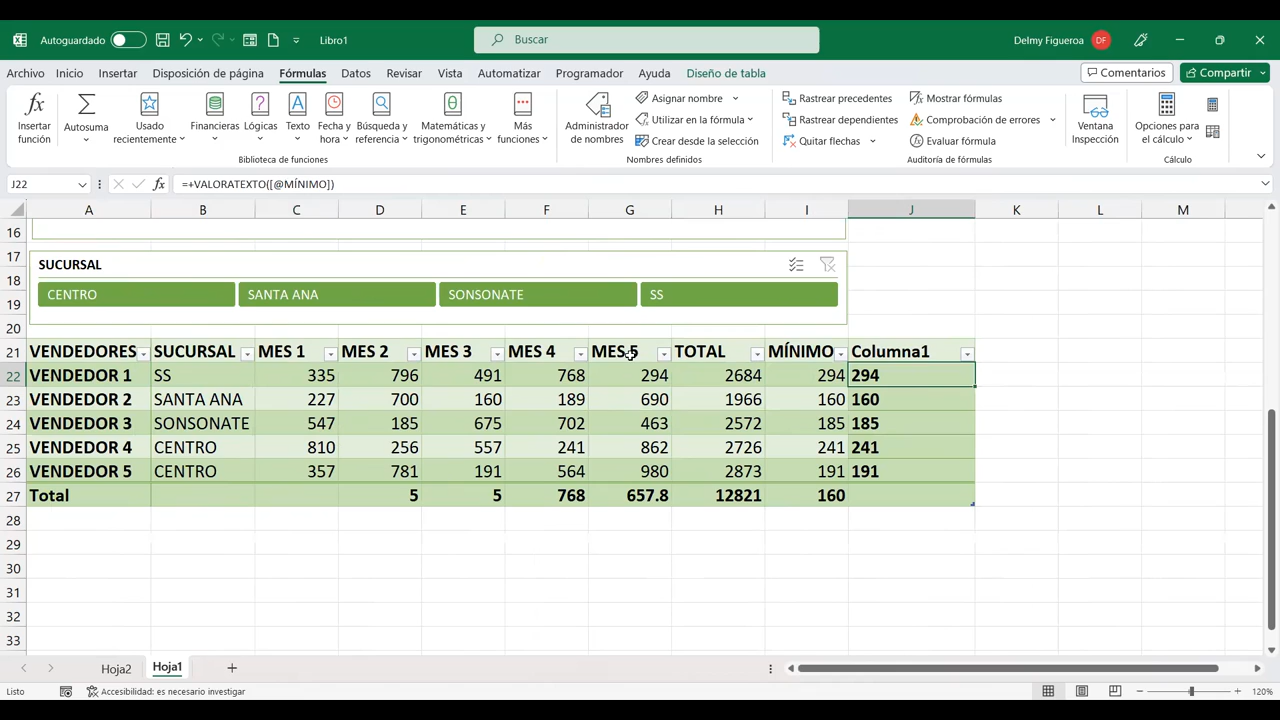 Autoguardado
Libro1
Buscar
Delmy Figueroa
DF
Archivo Inicio Insertar Disposición de página Fórmulas Datos Revisar Vista Automatizar Programador Ayuda Diseño de tabla
Comentarios
Compartir
Insertar función
Autosuma
Usado recientemente
Financieras
Lógicas
Texto
Fecha y hora
Búsqueda y referencia
Matemáticas y trigonométricas
Más funciones
Biblioteca de funciones
Administrador de nombres
Asignar nombre
Utilizar en la fórmula
Crear desde la selección
Nombres definidos
Rastrear precedentes
Rastrear dependientes
Quitar flechas
Mostrar fórmulas
Comprobación de errores
Evaluar fórmula
Auditoría de fórmulas
Ventana Inspección
Opciones para el cálculo
Cálculo
J22
fx
=+VALORATEXTO([@MÍNIMO])
A B C D E F G H I J K L M
16
17 SUCURSAL
18
CENTRO SANTA ANA SONSONATE SS
19
20
21 VENDEDORES SUCURSAL MES 1 MES 2 MES 3 MES 4 MES 5 TOTAL MÍNIMO Columna1
22 VENDEDOR 1 SS 335 796 491 768 294 2684 294 294
23 VENDEDOR 2 SANTA ANA 227 700 160 189 690 1966 160 160
24 VENDEDOR 3 SONSONATE 547 185 675 702 463 2572 185 185
25 VENDEDOR 4 CENTRO 810 256 557 241 862 2726 241 241
26 VENDEDOR 5 CENTRO 357 781 191 564 980 2873 191 191
27 Total 5 5 768 657.8 12821 160
28
29
30
31
32
33
Hoja2 Hoja1
Listo
Accesibilidad: es necesario investigar
120%